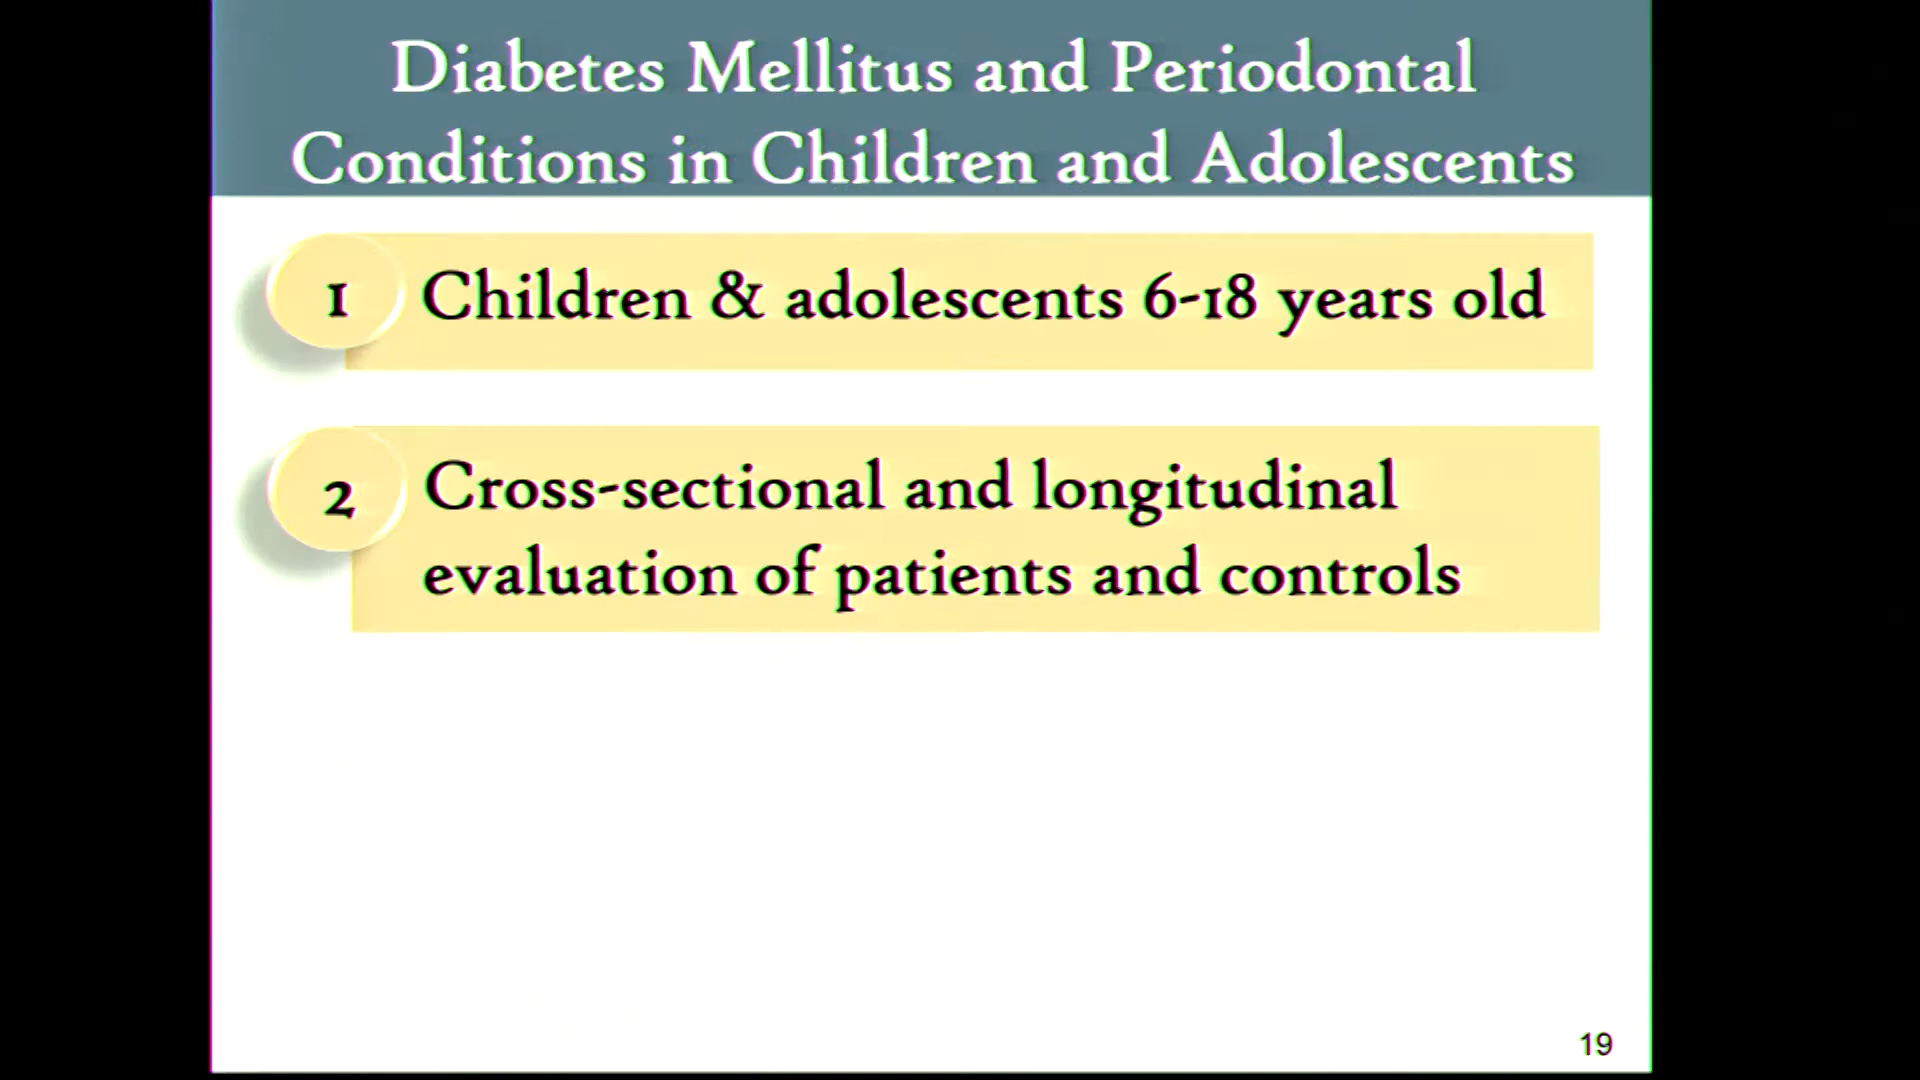 Diabetes Mellitus and Periodontal
Conditions in Children and Adolescents
1 Children & adolescents 6-18 years old
2 Cross-sectional and longitudinal
evaluation of patients and controls
19